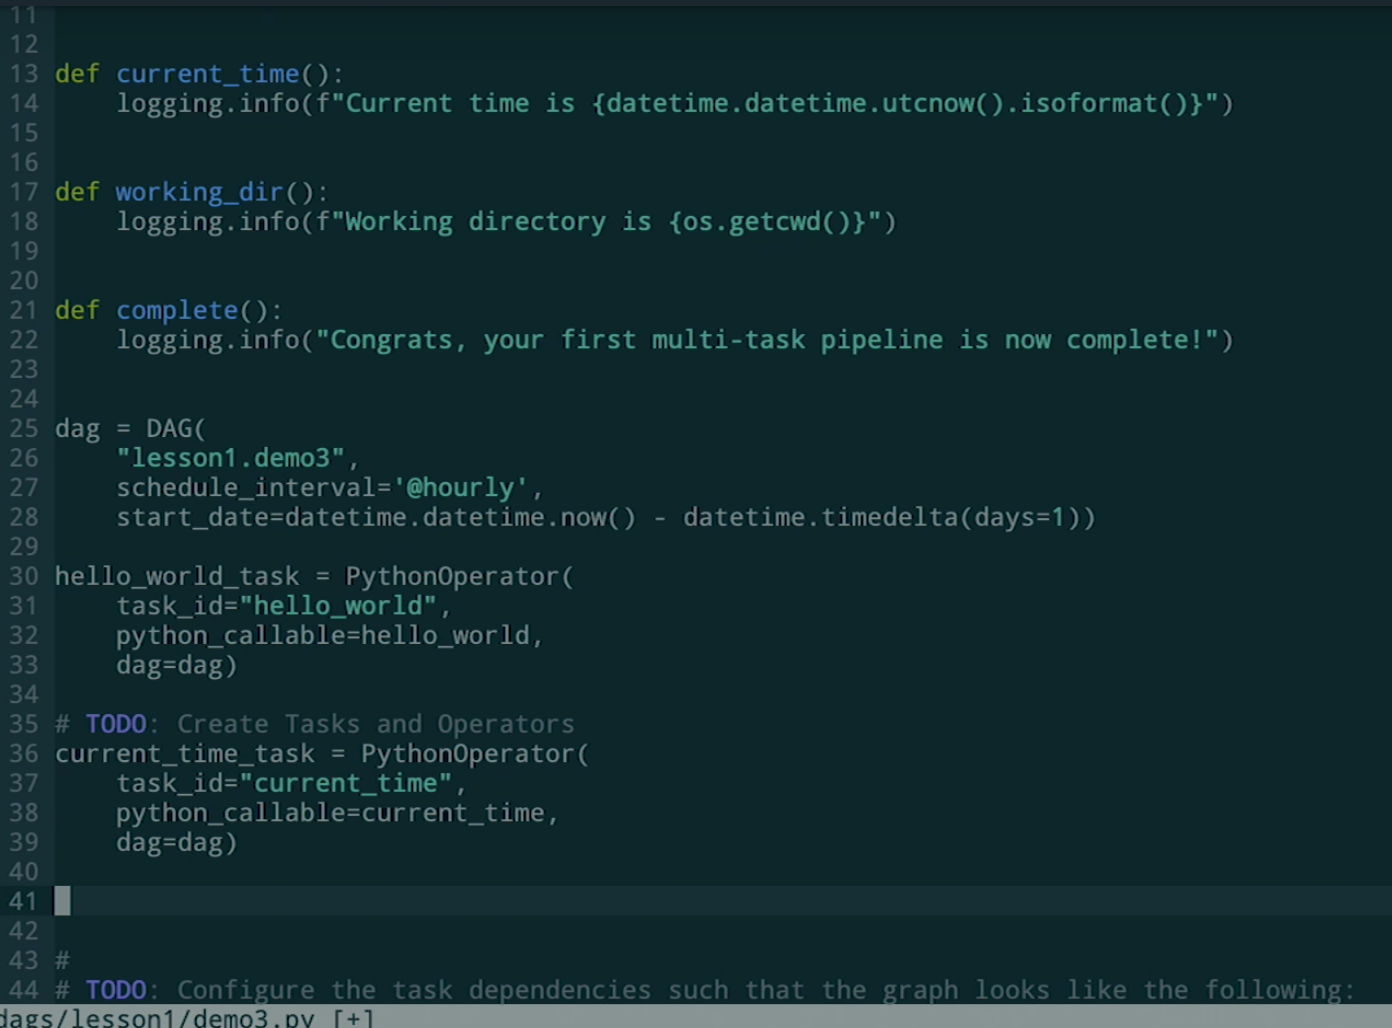 11
12
13 def current_time():
14     logging.info(f"Current time is {datetime.datetime.utcnow().isoformat()}")
15
16
17 def working_dir():
18     logging.info(f"Working directory is {os.getcwd()}")
19
20
21 def complete():
22     logging.info("Congrats, your first multi-task pipeline is now complete!")
23
24
25 dag = DAG(
26     "lesson1.demo3",
27     schedule_interval='@hourly',
28     start_date=datetime.datetime.now() - datetime.timedelta(days=1))
29
30 hello_world_task = PythonOperator(
31     task_id="hello_world",
32     python_callable=hello_world,
33     dag=dag)
34
35 # TODO: Create Tasks and Operators
36 current_time_task = PythonOperator(
37     task_id="current_time",
38     python_callable=current_time,
39     dag=dag)
40
41
42
43 #
44 # TODO: Configure the task dependencies such that the graph looks like the following:
dags/lesson1/demo3.py [+]